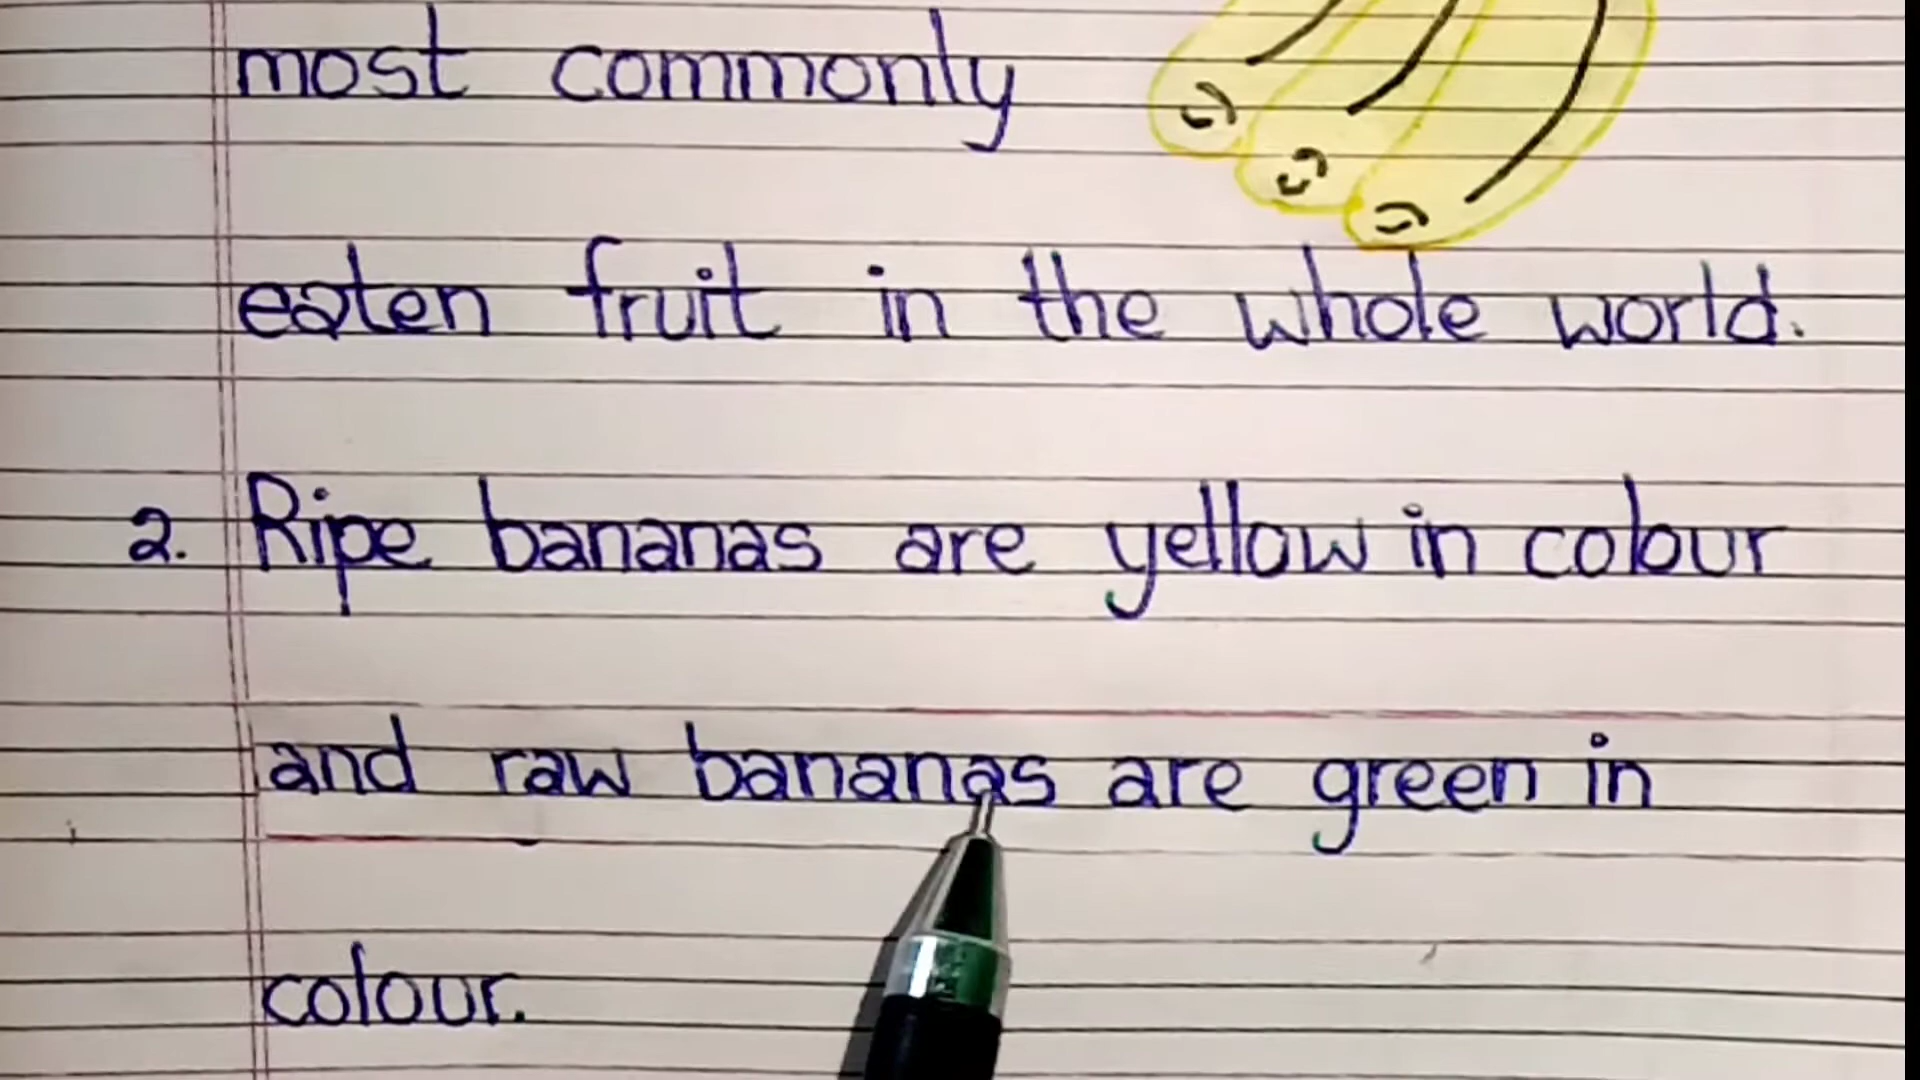 most commonly
eaten fruit in the whole world.
2. Ripe bananas are yellow in colour
and raw bananas are green in
colour.